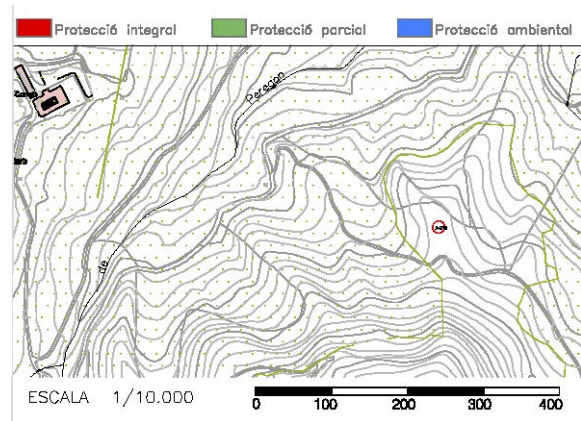 Protecció integral Protecció parcial Protecció ambiental
Peregon
de
ESCALA 1/10.000
0 100 200 300 400